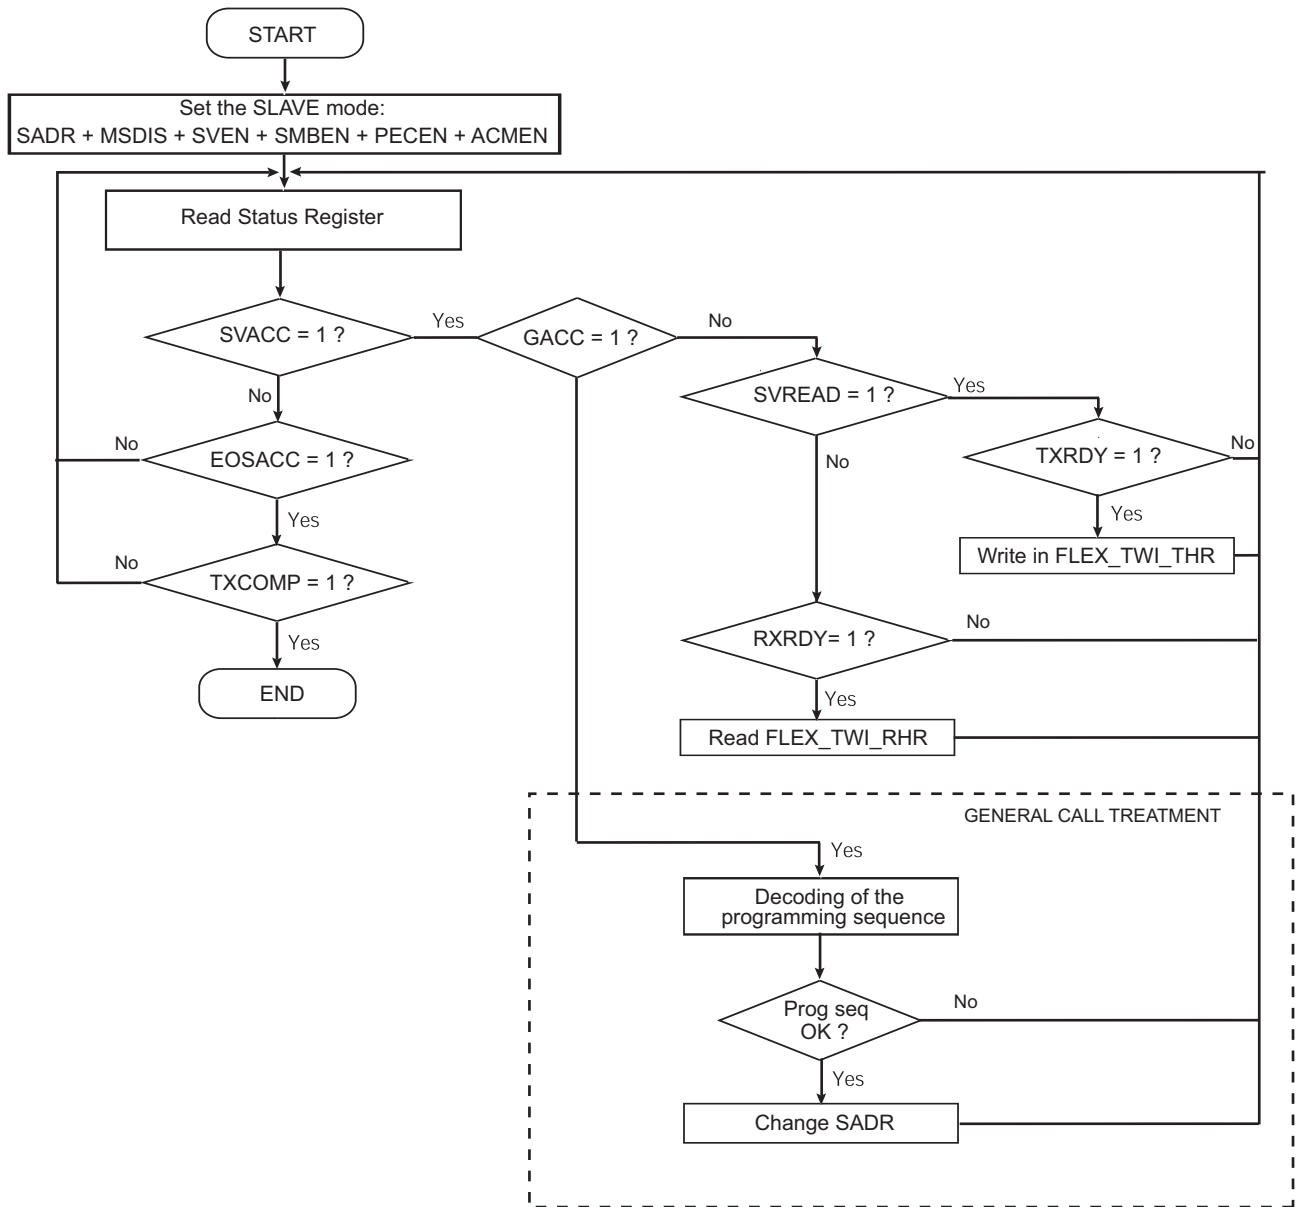 START
Set the SLAVE mode:
SADR + MSDIS + SVEN + SMBEN + PECEN + ACMEN
Read Status Register
SVACC = 1 ?
Yes
GACC = 1 ?
No
SVREAD = 1 ?
Yes
No
No
EOSACC = 1 ?
No
TXRDY = 1 ?
No
Yes
Yes
Write in FLEX_TWI_THR
No
TXCOMP = 1 ?
Yes
END
RXRDY= 1 ?
No
Yes
Read FLEX_TWI_RHR
GENERAL CALL TREATMENT
Yes
Decoding of the
programming sequence
Prog seq
OK ?
No
Yes
Change SADR